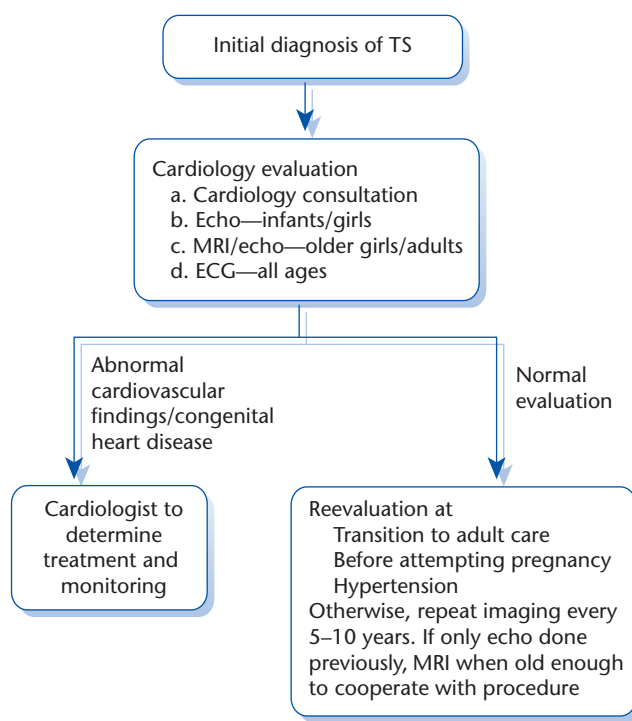 Initial diagnosis of TS
Cardiology evaluation
a. Cardiology consultation
b. Echo—infants/girls
c. MRI/echo—older girls/adults
d. ECG—all ages
Abnormal
cardiovascular
findings/congenital
heart disease
Normal
evaluation
Cardiologist to
determine
treatment and
monitoring
Reevaluation at
Transition to adult care
Before attempting pregnancy
Hypertension
Otherwise, repeat imaging every
5–10 years. If only echo done
previously, MRI when old enough
to cooperate with procedure